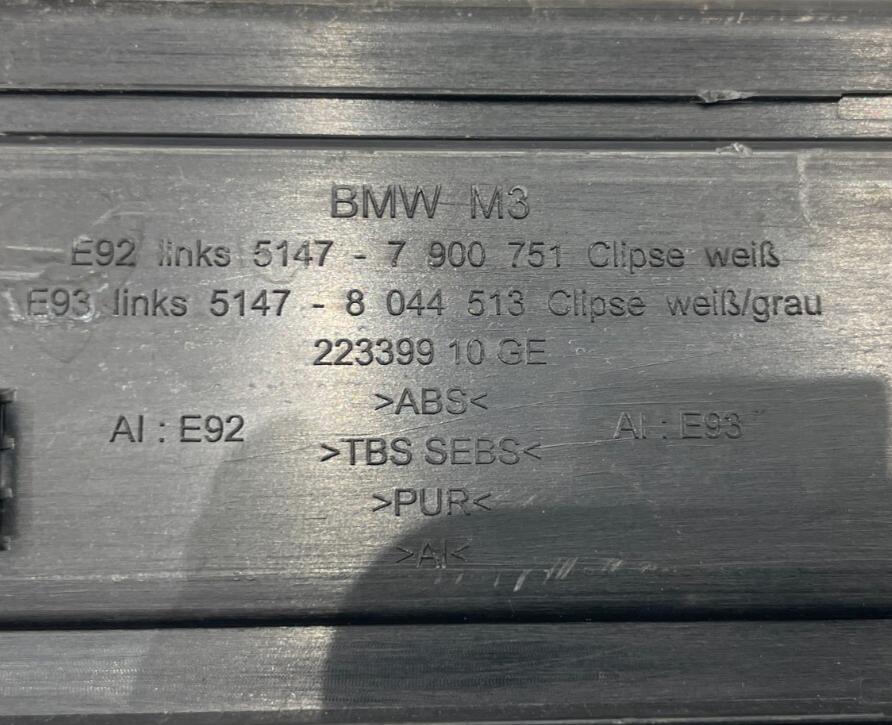 BMW M3
E92 links 5147 - 7 900 751 Clipse weiß
E93 links 5147 - 8 044 513 Clipse weiß/grau
223399 10 GE
>ABS<
AI : E92
AI : E93
>TBS SEBS<
>PUR<
>AI<